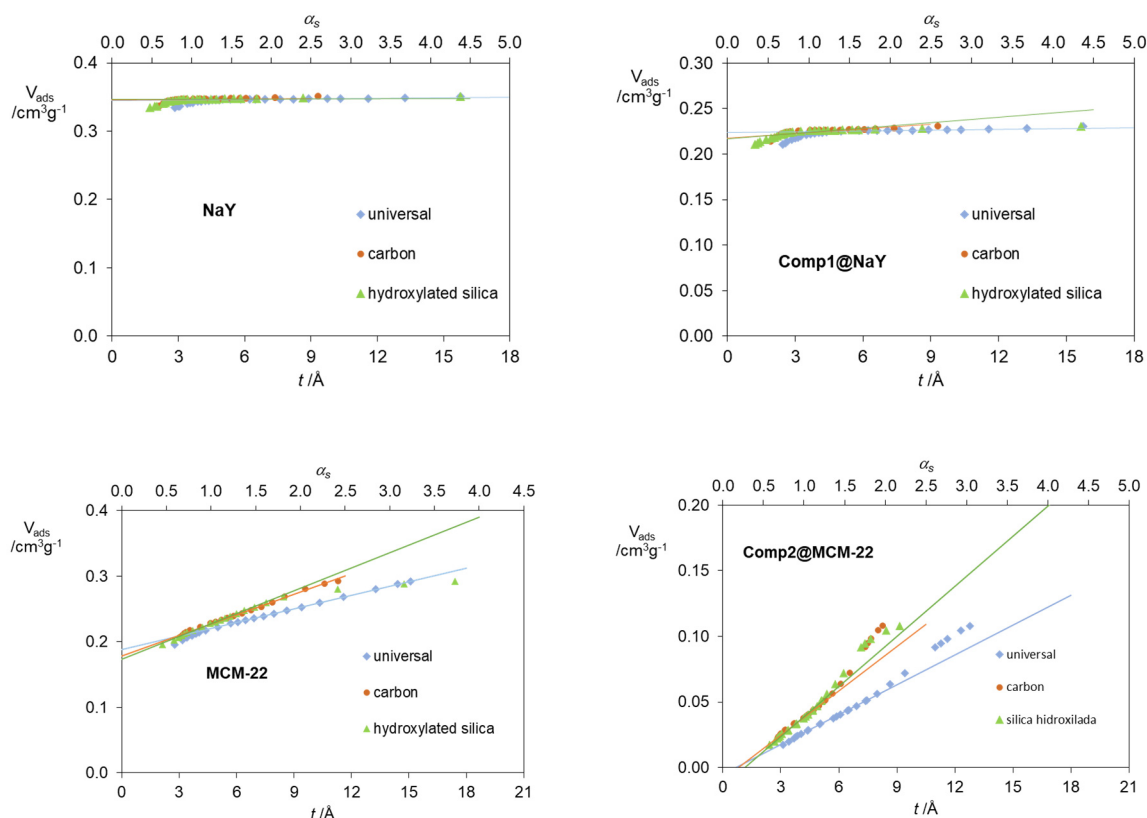 αs
0.0 0.5 1.0 1.5 2.0 2.5 3.0 3.5 4.0 4.5 5.0
0.4
Vads
/cm3g-1
0.3
0.2
NaY
universal
0.1
carbon
hydroxylated silica
0.0
0 3 6 9 12 15 18
t /Å
αs
0.0 0.5 1.0 1.5 2.0 2.5 3.0 3.5 4.0 4.5 5.0
0.30
Vads
/cm3g-1
0.25
0.20
0.15
universal
0.10
Comp1@NaY
carbon
0.05
hydroxylated silica
0.00
0 3 6 9 12 15 18
t /Å
αs
0.0 0.5 1.0 1.5 2.0 2.5 3.0 3.5 4.0 4.5
0.4
Vads
/cm3g-1
0.3
0.2
MCM-22
universal
0.1
carbon
hydroxylated silica
0.0
0 3 6 9 12 15 18 21
t /Å
αs
0.0 0.5 1.0 1.5 2.0 2.5 3.0 3.5 4.0 4.5 5.0
0.20
Vads
/cm3g-1
Comp2@MCM-22
0.15
0.10
universal
0.05
carbon
silica hidroxilada
0.00
0 3 6 9 12 15 18 21
t /Å